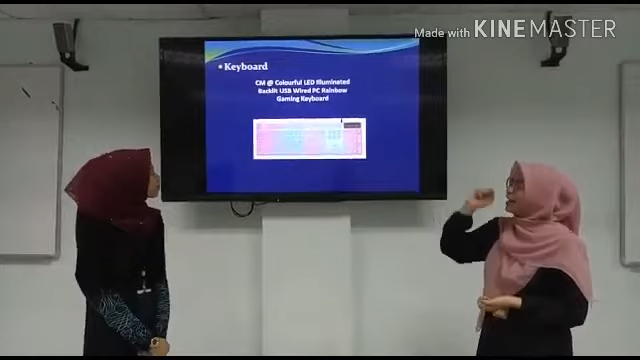 Made with KINEMASTER
Keyboard
CM @ Colourful LED Illuminated
Backlit USB Wired PC Rainbow
Gaming Keyboard